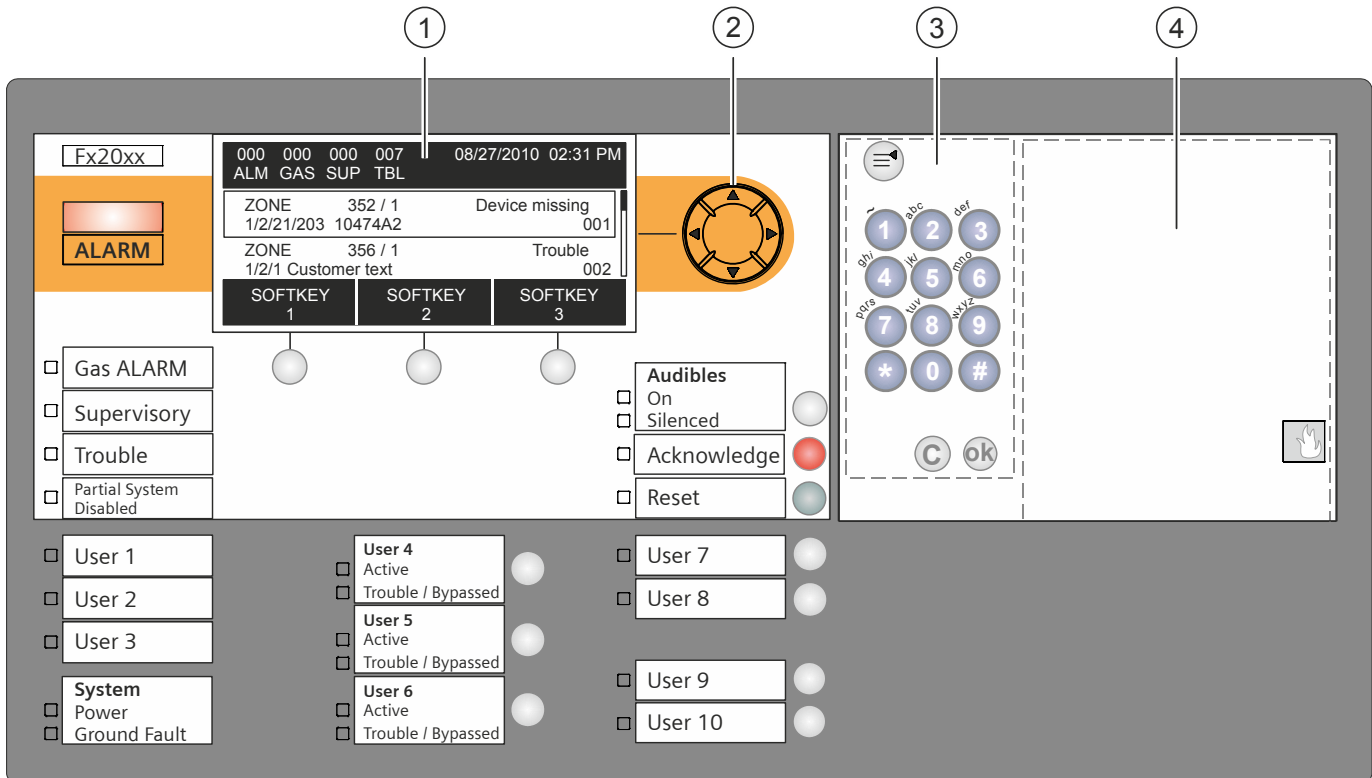 1 2 3 4
Fx20xx
ALARM
000 000 000 007 08/27/2010 02:31 PM
ALM GAS SUP TBL
ZONE 352 / 1 Device missing
1/2/21/203 10474A2 001
ZONE 356 / 1 Trouble
1/2/1 Customer text 002
SOFTKEY 1
SOFTKEY 2
SOFTKEY 3
Gas ALARM
Supervisory
Trouble
Partial System
Disabled
Audibles
On
Silenced
Acknowledge
Reset
~ abc def
1 2 3
ghi jkl mno
4 5 6
pqrs tuv wxyz
7 8 9
* 0 #
C ok
User 1
User 2
User 3
System
Power
Ground Fault
User 4
Active
Trouble / Bypassed
User 5
Active
Trouble / Bypassed
User 6
Active
Trouble / Bypassed
User 7
User 8
User 9
User 10